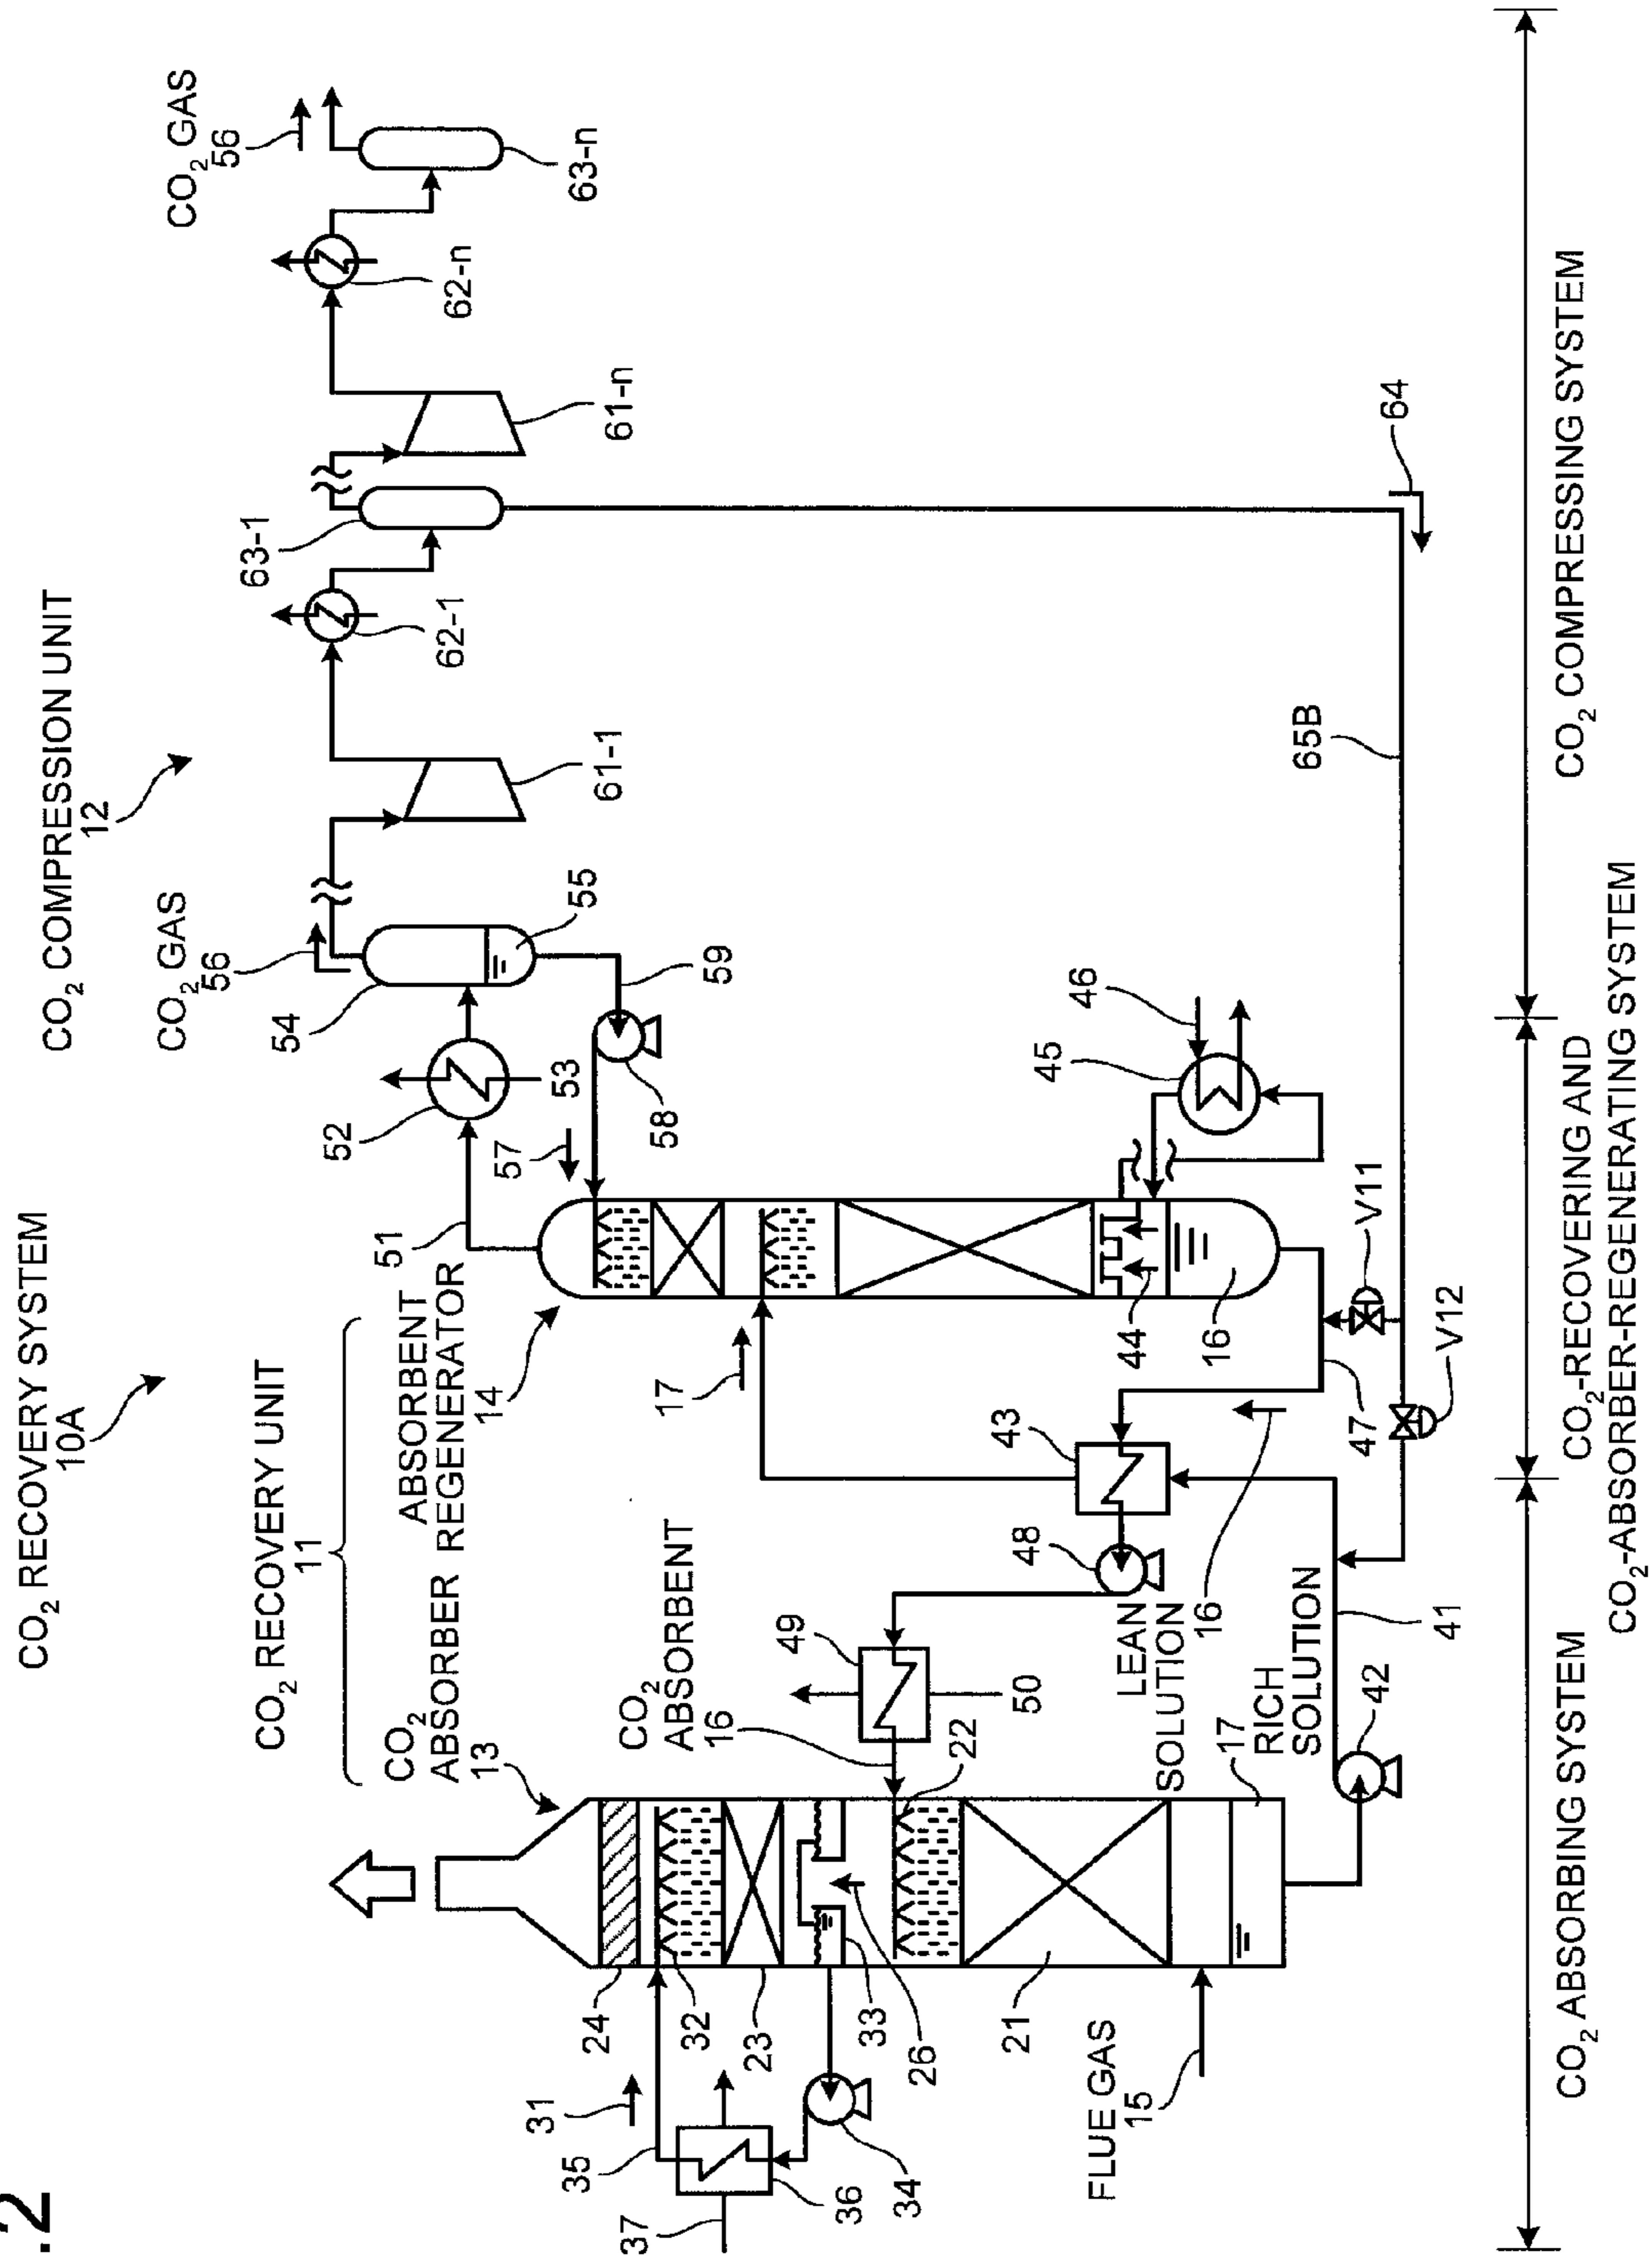 .2
CO2 RECOVERY SYSTEM
10A
CO2 COMPRESSION UNIT
12
CO2 RECOVERY UNIT
11
CO2
ABSORBER
13
ABSORBENT
REGENERATOR
14
51
52
53
54
CO2 GAS
56
55
57
58
59
61-1
62-1
63-1
61-n
62-n
63-n
CO2 GAS
56
24
31
32
35
37
36
23
33
34
26
21
22
FLUE GAS
15
CO2
ABSORBENT
16
49
50
48
43
17
44
16
45
46
LEAN
SOLUTION
16
17
RICH
SOLUTION
42
41
47
V11
V12
65B
64
CO2 ABSORBING SYSTEM
CO2-RECOVERING AND
CO2-ABSORBER-REGENERATING SYSTEM
CO2 COMPRESSING SYSTEM